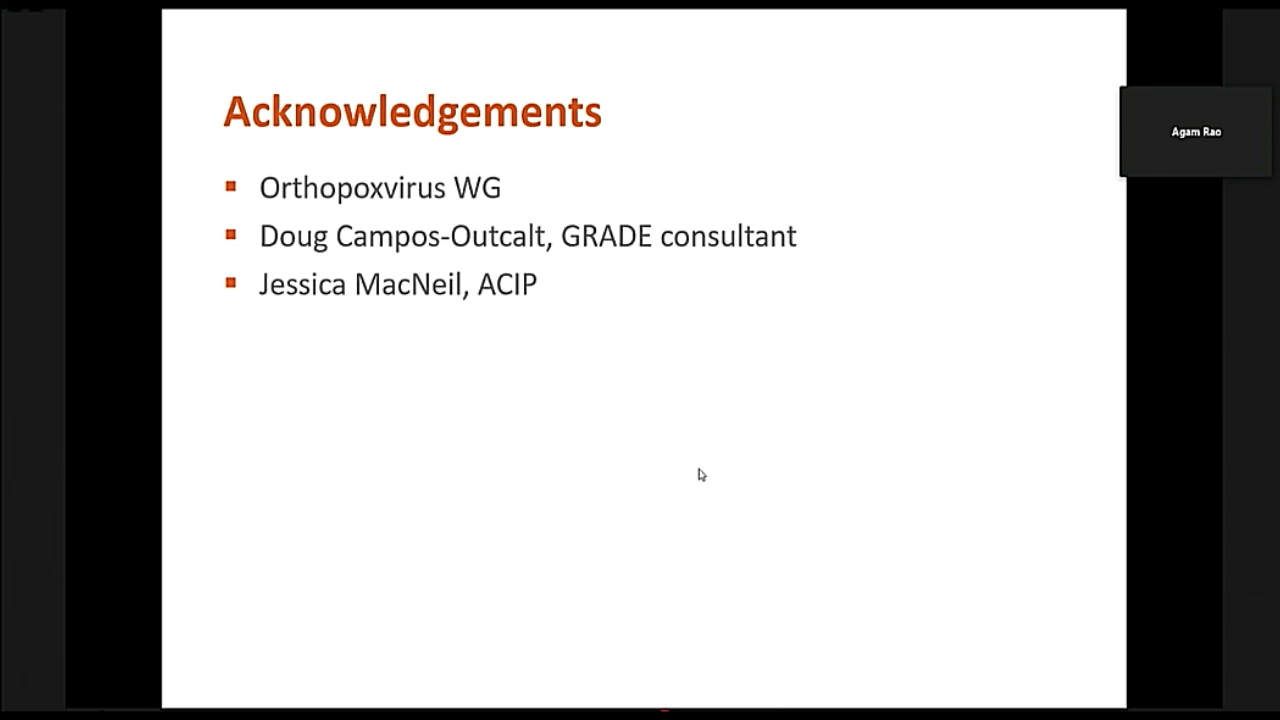 Acknowledgements
Orthopoxvirus WG
Doug Campos-Outcalt, GRADE consultant
Jessica MacNeil, ACIP
Agam Rao